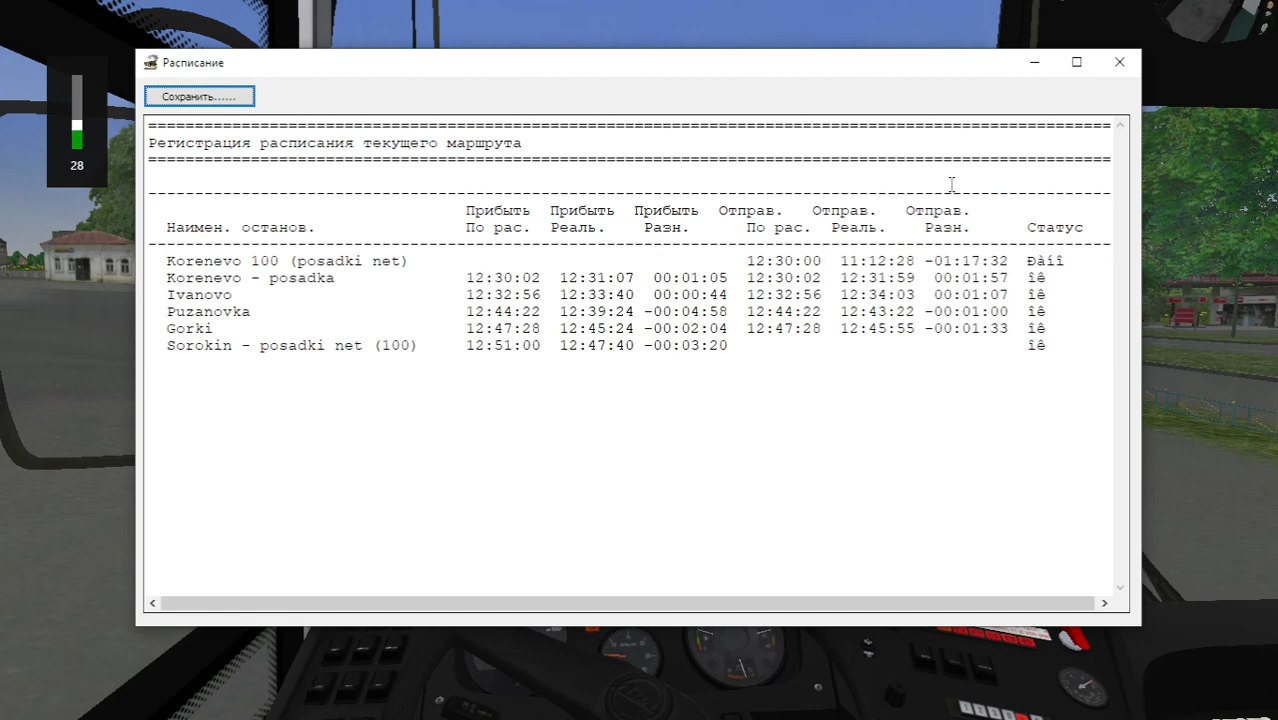 Расписание
28
Сохранить......
=======================================================================================================
Регистрация расписания текущего маршрута
=======================================================================================================
-------------------------------------------------------------------------------------------------------
Прибыть Прибыть Прибыть Отправ. Отправ. Отправ.
Наимен. останов. По рас. Реаль. Разн. По рас. Реаль. Разн. Статус
-------------------------------------------------------------------------------------------------------
Korenevo 100 (posadki net) 12:30:00 11:12:28 -01:17:32 Ðàíî
Korenevo - posadka 12:30:02 12:31:07 00:01:05 12:30:02 12:31:59 00:01:57 îê
Ivanovo 12:32:56 12:33:40 00:00:44 12:32:56 12:34:03 00:01:07 îê
Puzanovka 12:44:22 12:39:24 -00:04:58 12:44:22 12:43:22 -00:01:00 îê
Gorki 12:47:28 12:45:24 -00:02:04 12:47:28 12:45:55 -00:01:33 îê
Sorokin - posadki net (100) 12:51:00 12:47:40 -00:03:20 îê